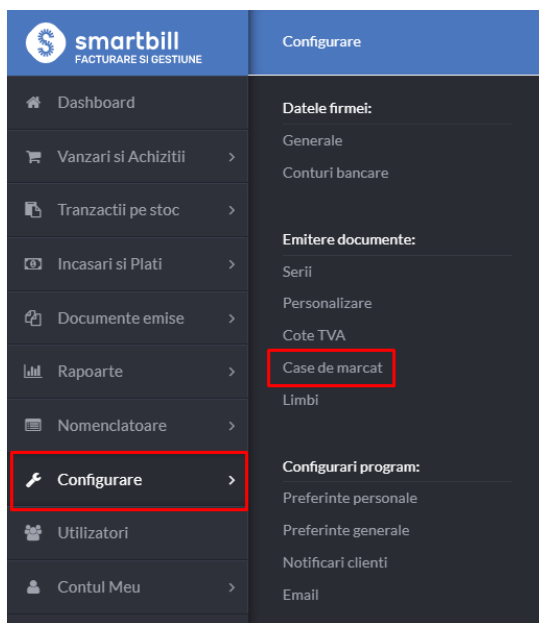 smartbill
FACTURARE SI GESTIUNE
Dashboard
Vanzari si Achizitii
Tranzactii pe stoc
Incasari si Plati
Documente emise
Rapoarte
Nomenclatoare
Configurare
Utilizatori
Contul Meu
Configurare
Datele firmei:
Generale
Conturi bancare
Emitere documente:
Serii
Personalizare
Cote TVA
Case de marcat
Limbi
Configurari program:
Preferinte personale
Preferinte generale
Notificari clienti
Email